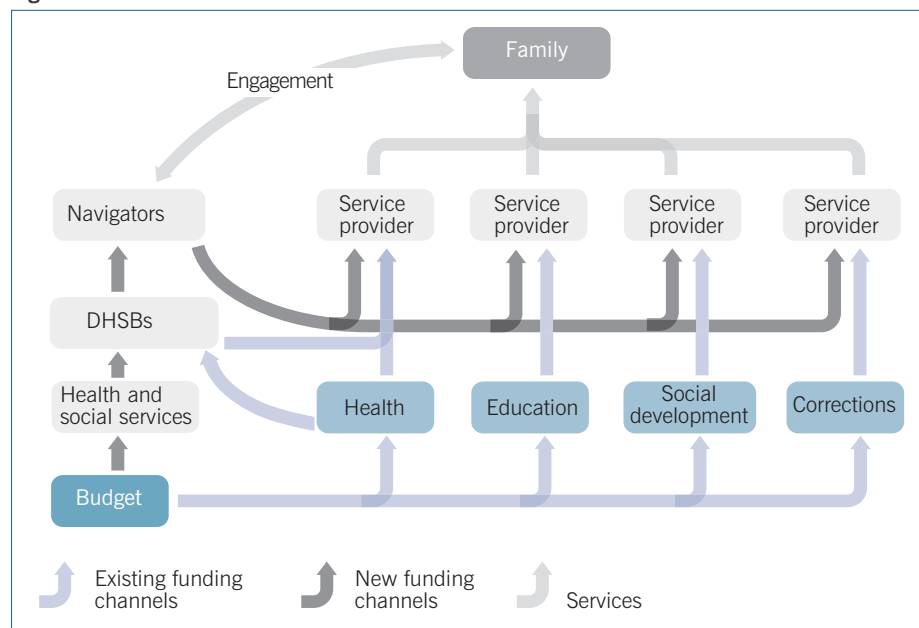 Family
Engagement
Navigators
Service
provider
Service
provider
Service
provider
Service
provider
DHSBs
Health and
social services
Health
Education
Social
development
Corrections
Budget
Existing funding
channels
New funding
channels
Services